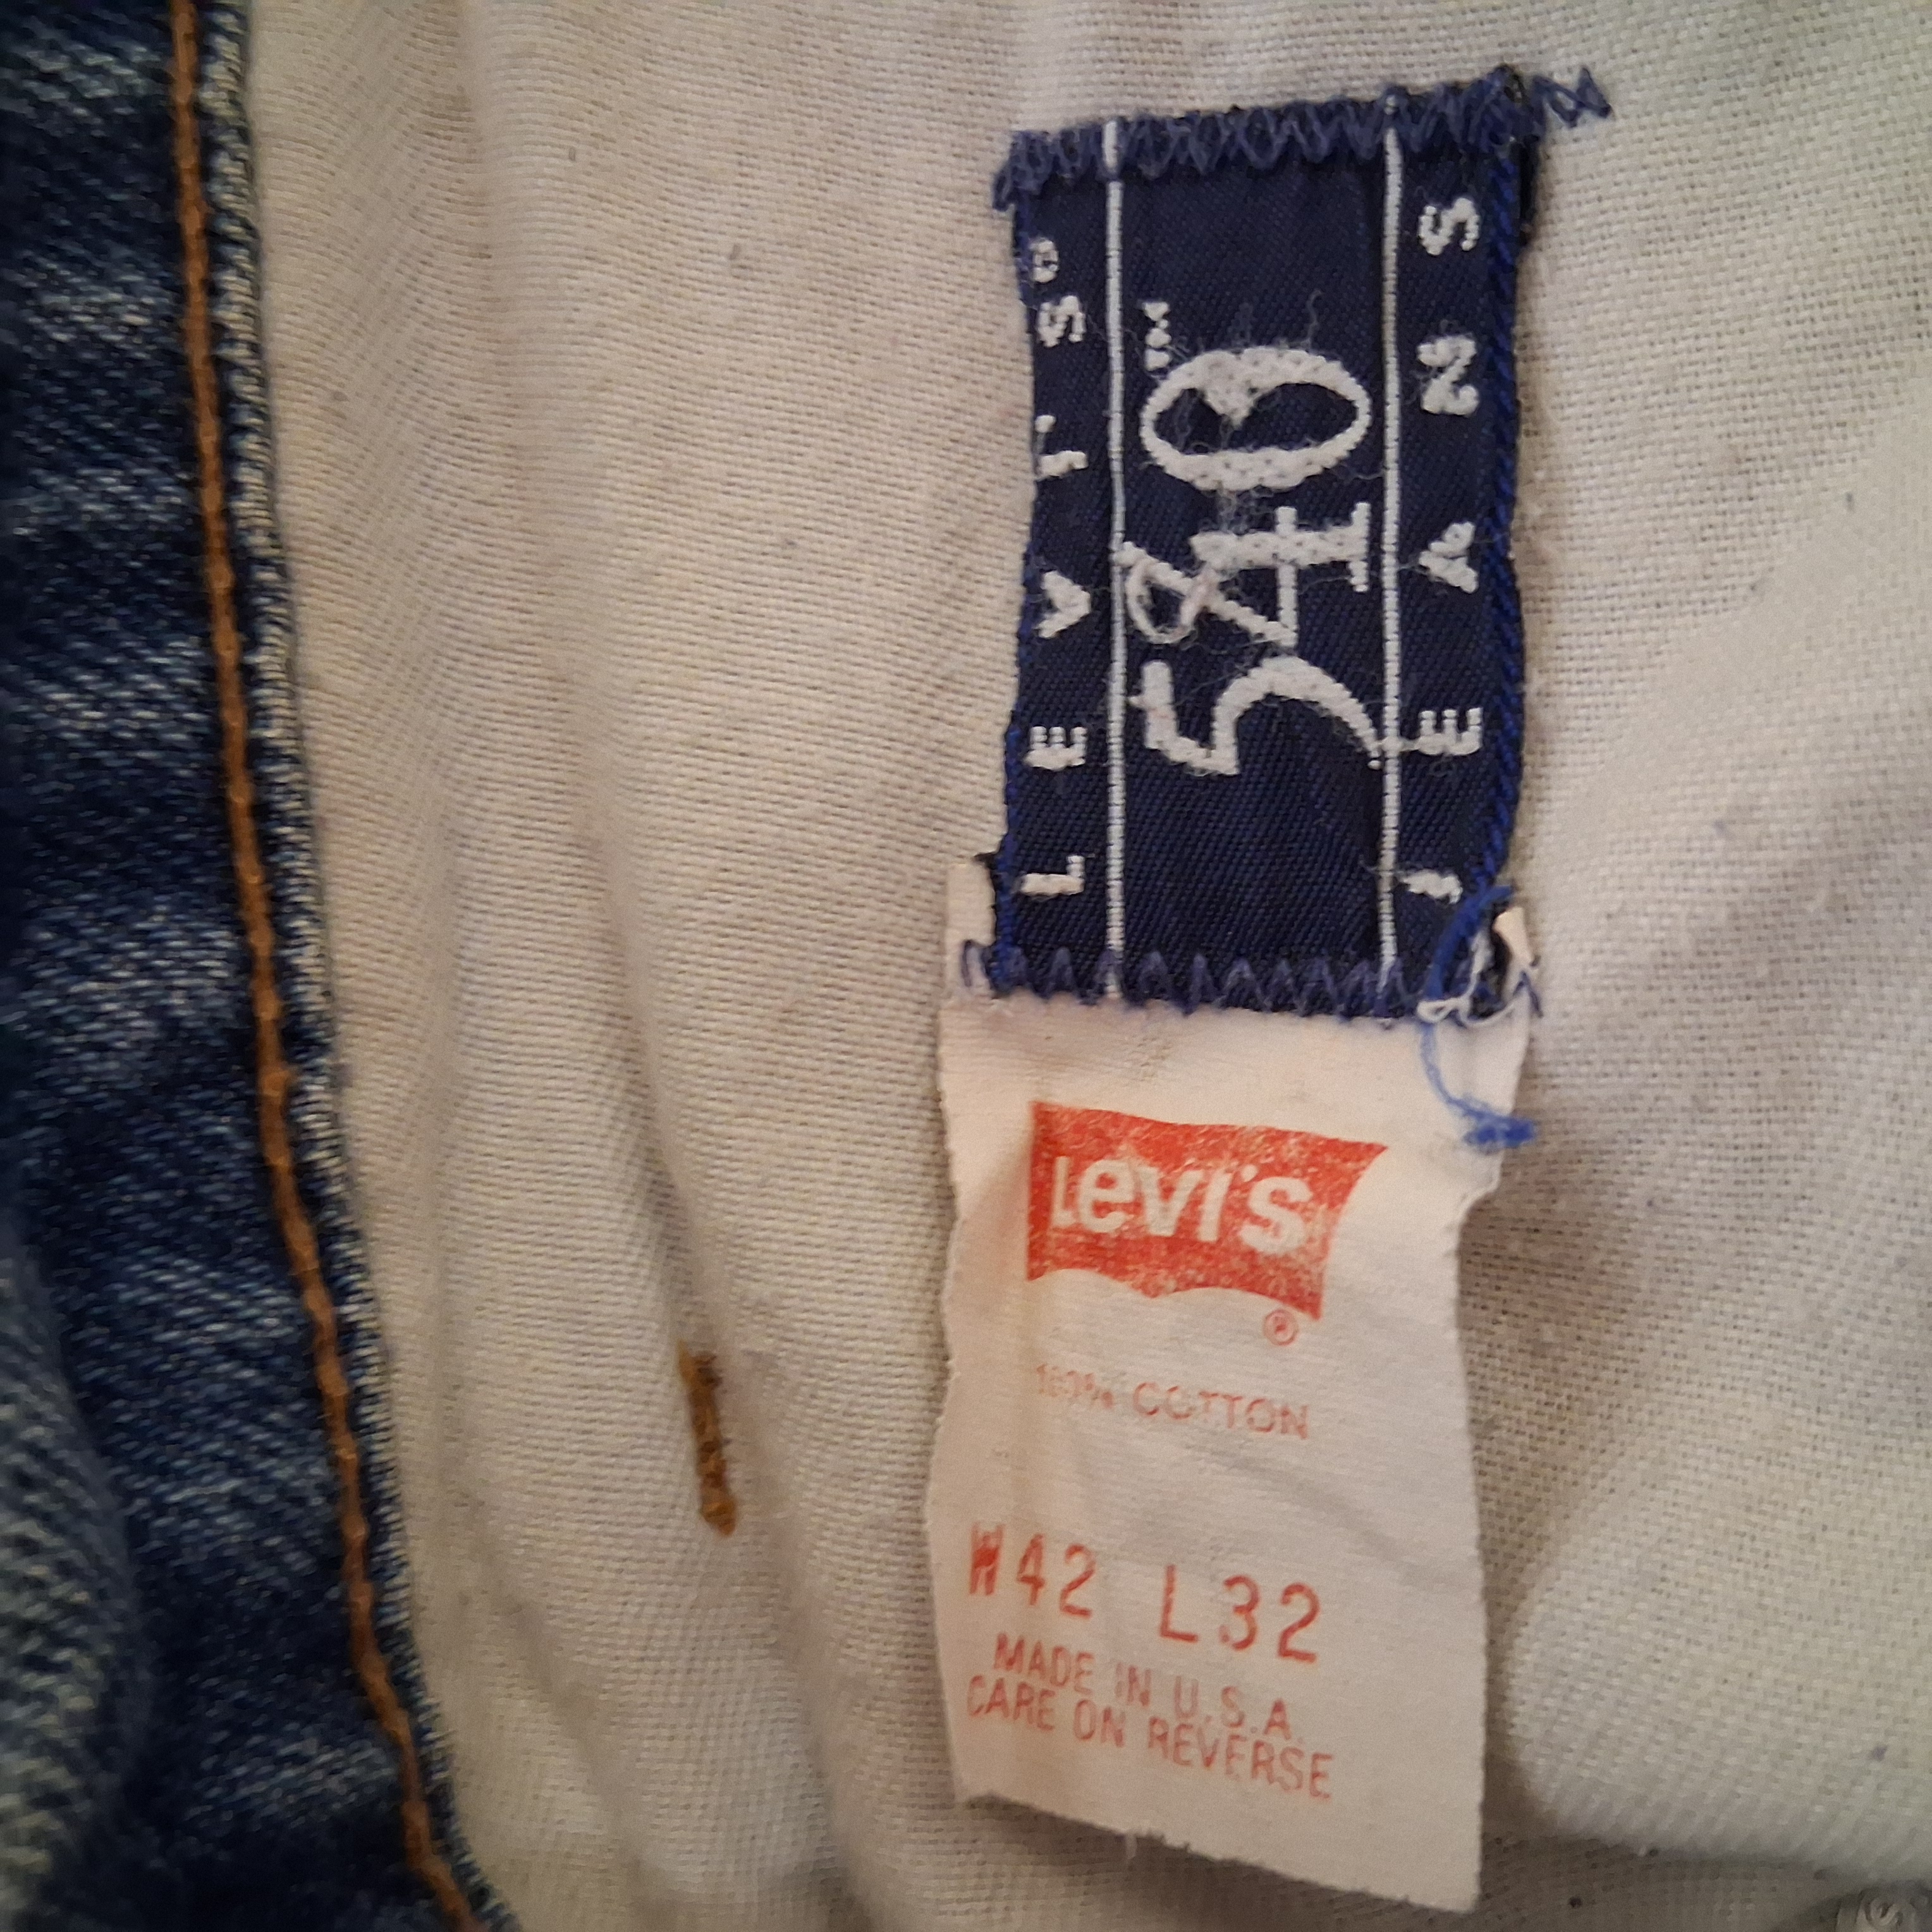 LEVI'S®
540™
JEANS
Levi's
®
100% COTTON
W42 L32
MADE IN U.S.A.
CARE ON REVERSE